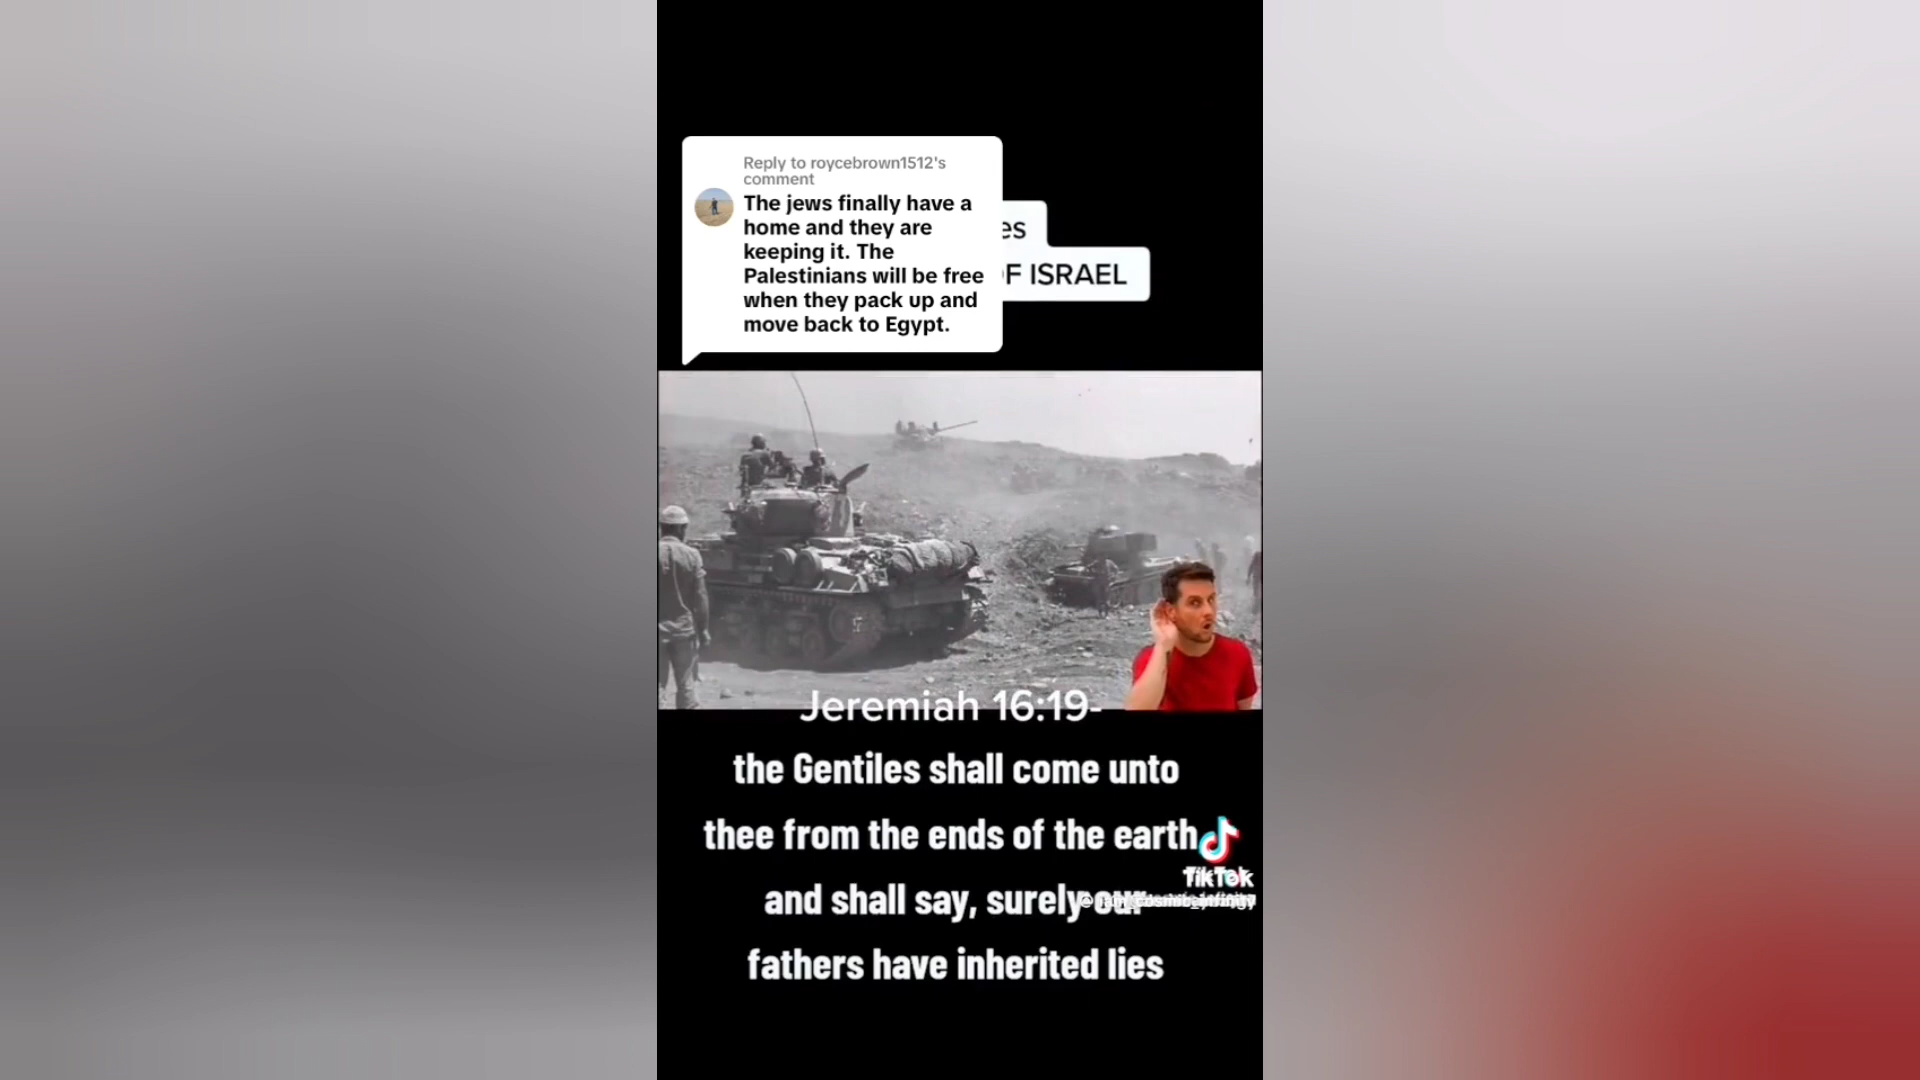 Reply to roycebrown1512's
comment
The jews finally have a
home and they are
keeping it. The
Palestinians will be free
when they pack up and
move back to Egypt.
es
F ISRAEL
Jeremiah 16:19-
the Gentiles shall come unto
thee from the ends of the earth
and shall say, surely our
fathers have inherited lies
TikTok